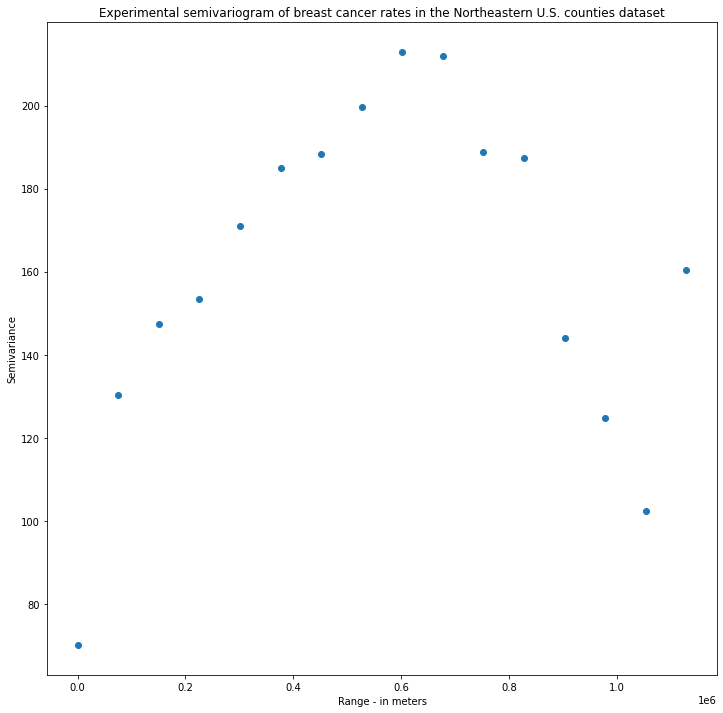 Experimental semivariogram of breast cancer rates in the Northeastern U.S. counties dataset
200
180
160
140
120
100
80
Semivariance
0.0 0.2 0.4 0.6 0.8 1.0
1e6
Range - in meters